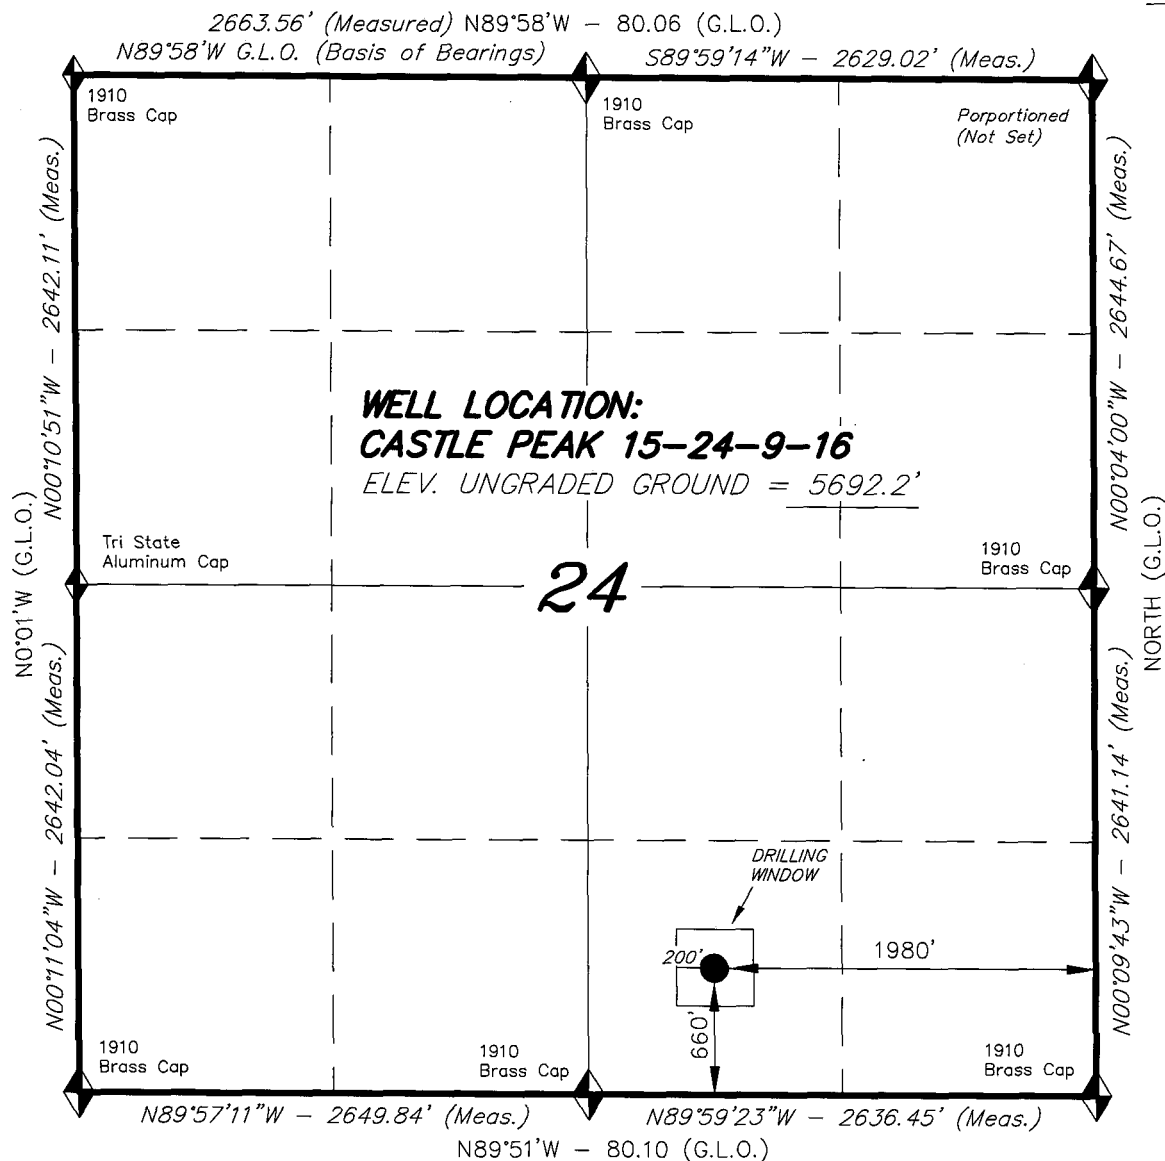 2663.56' (Measured) N89°58'W – 80.06 (G.L.O.)
N89°58'W G.L.O. (Basis of Bearings)
S89°59'14"W – 2629.02' (Meas.)
1910
Brass Cap
1910
Brass Cap
Porportioned
(Not Set)
N00°10'51"W – 2642.11' (Meas.)
N00°04'00"W – 2644.67' (Meas.)
WELL LOCATION:
CASTLE PEAK 15–24–9–16
ELEV. UNGRADED GROUND = 5692.2'
Tri State
Aluminum Cap
1910
Brass Cap
24
N0°01'W (G.L.O.)
NORTH (G.L.O.)
N00°11'04"W – 2642.04' (Meas.)
N00°09'43"W – 2641.14' (Meas.)
DRILLING
WINDOW
200'
1980'
660'
1910
Brass Cap
1910
Brass Cap
1910
Brass Cap
N89°57'11"W – 2649.84' (Meas.)
N89°59'23"W – 2636.45' (Meas.)
N89°51'W – 80.10 (G.L.O.)